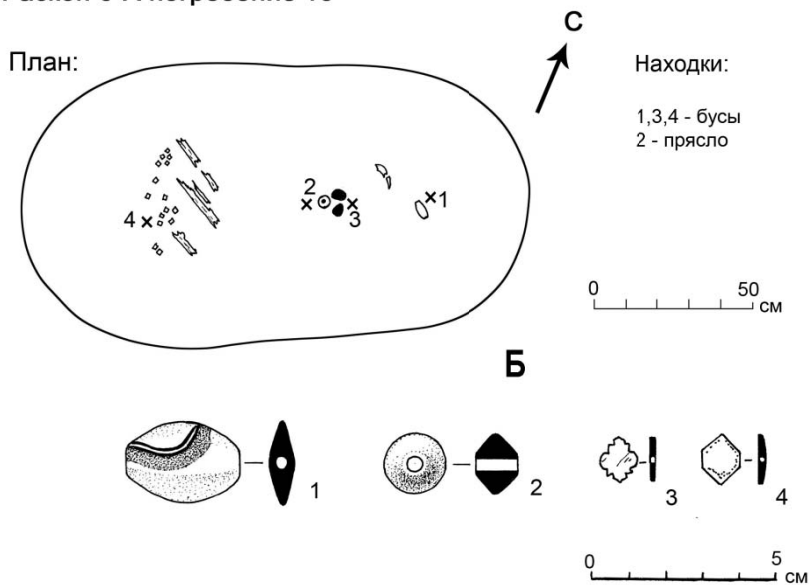 С
План:
Находки:
1,3,4 - бусы
2 - прясло
2
1
4
3
0 50
см
Б
1
2
3
4
0 5
см